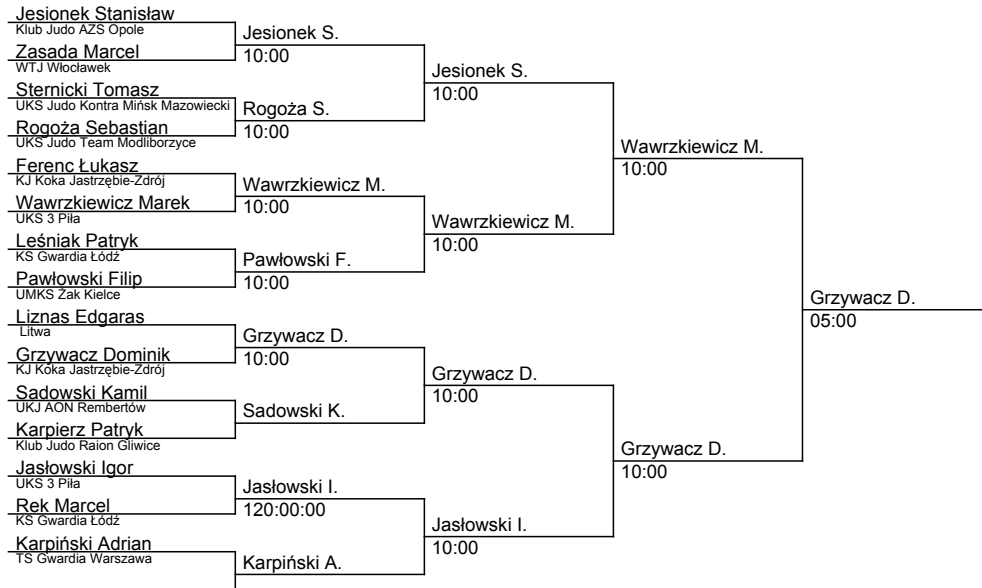 Jesionek Stanisław
Klub Judo AZS Opole
Jesionek S.
10:00
Zasada Marcel
WTJ Włocławek
Jesionek S.
10:00
Sternicki Tomasz
UKS Judo Kontra Mińsk Mazowiecki
Rogoża S.
10:00
Rogoża Sebastian
UKS Judo Team Modliborzyce
Wawrzkiewicz M.
10:00
Ferenc Łukasz
KJ Koka Jastrzębie-Zdrój
Wawrzkiewicz M.
10:00
Wawrzkiewicz Marek
UKS 3 Piła
Wawrzkiewicz M.
10:00
Leśniak Patryk
KS Gwardia Łódź
Pawłowski F.
10:00
Pawłowski Filip
UMKS Żak Kielce
Grzywacz D.
05:00
Liznas Edgaras
Litwa
Grzywacz D.
10:00
Grzywacz Dominik
KJ Koka Jastrzębie-Zdrój
Grzywacz D.
10:00
Sadowski Kamil
UKJ AON Rembertów
Sadowski K.
Karpierz Patryk
Klub Judo Raion Gliwice
Grzywacz D.
10:00
Jasłowski Igor
UKS 3 Piła
Jasłowski I.
120:00:00
Rek Marcel
KS Gwardia Łódź
Jasłowski I.
10:00
Karpiński Adrian
TS Gwardia Warszawa
Karpiński A.